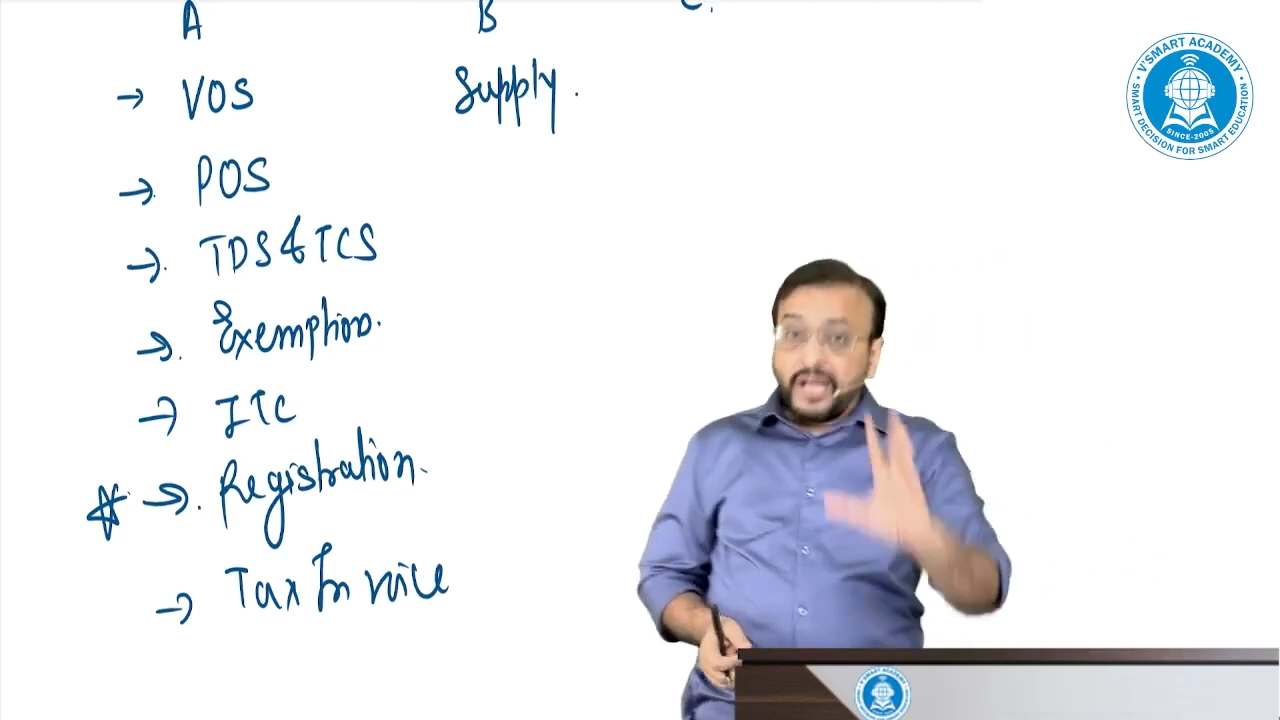 A B C.
→ VOS Supply.
→ POS
→ TDS & TCS
→ Exemption.
→ ITC
→ Registration.
→ Tax Invoice
V'SMART ACADEMY
SMART DECISION FOR SMART EDUCATION
SINCE-2005